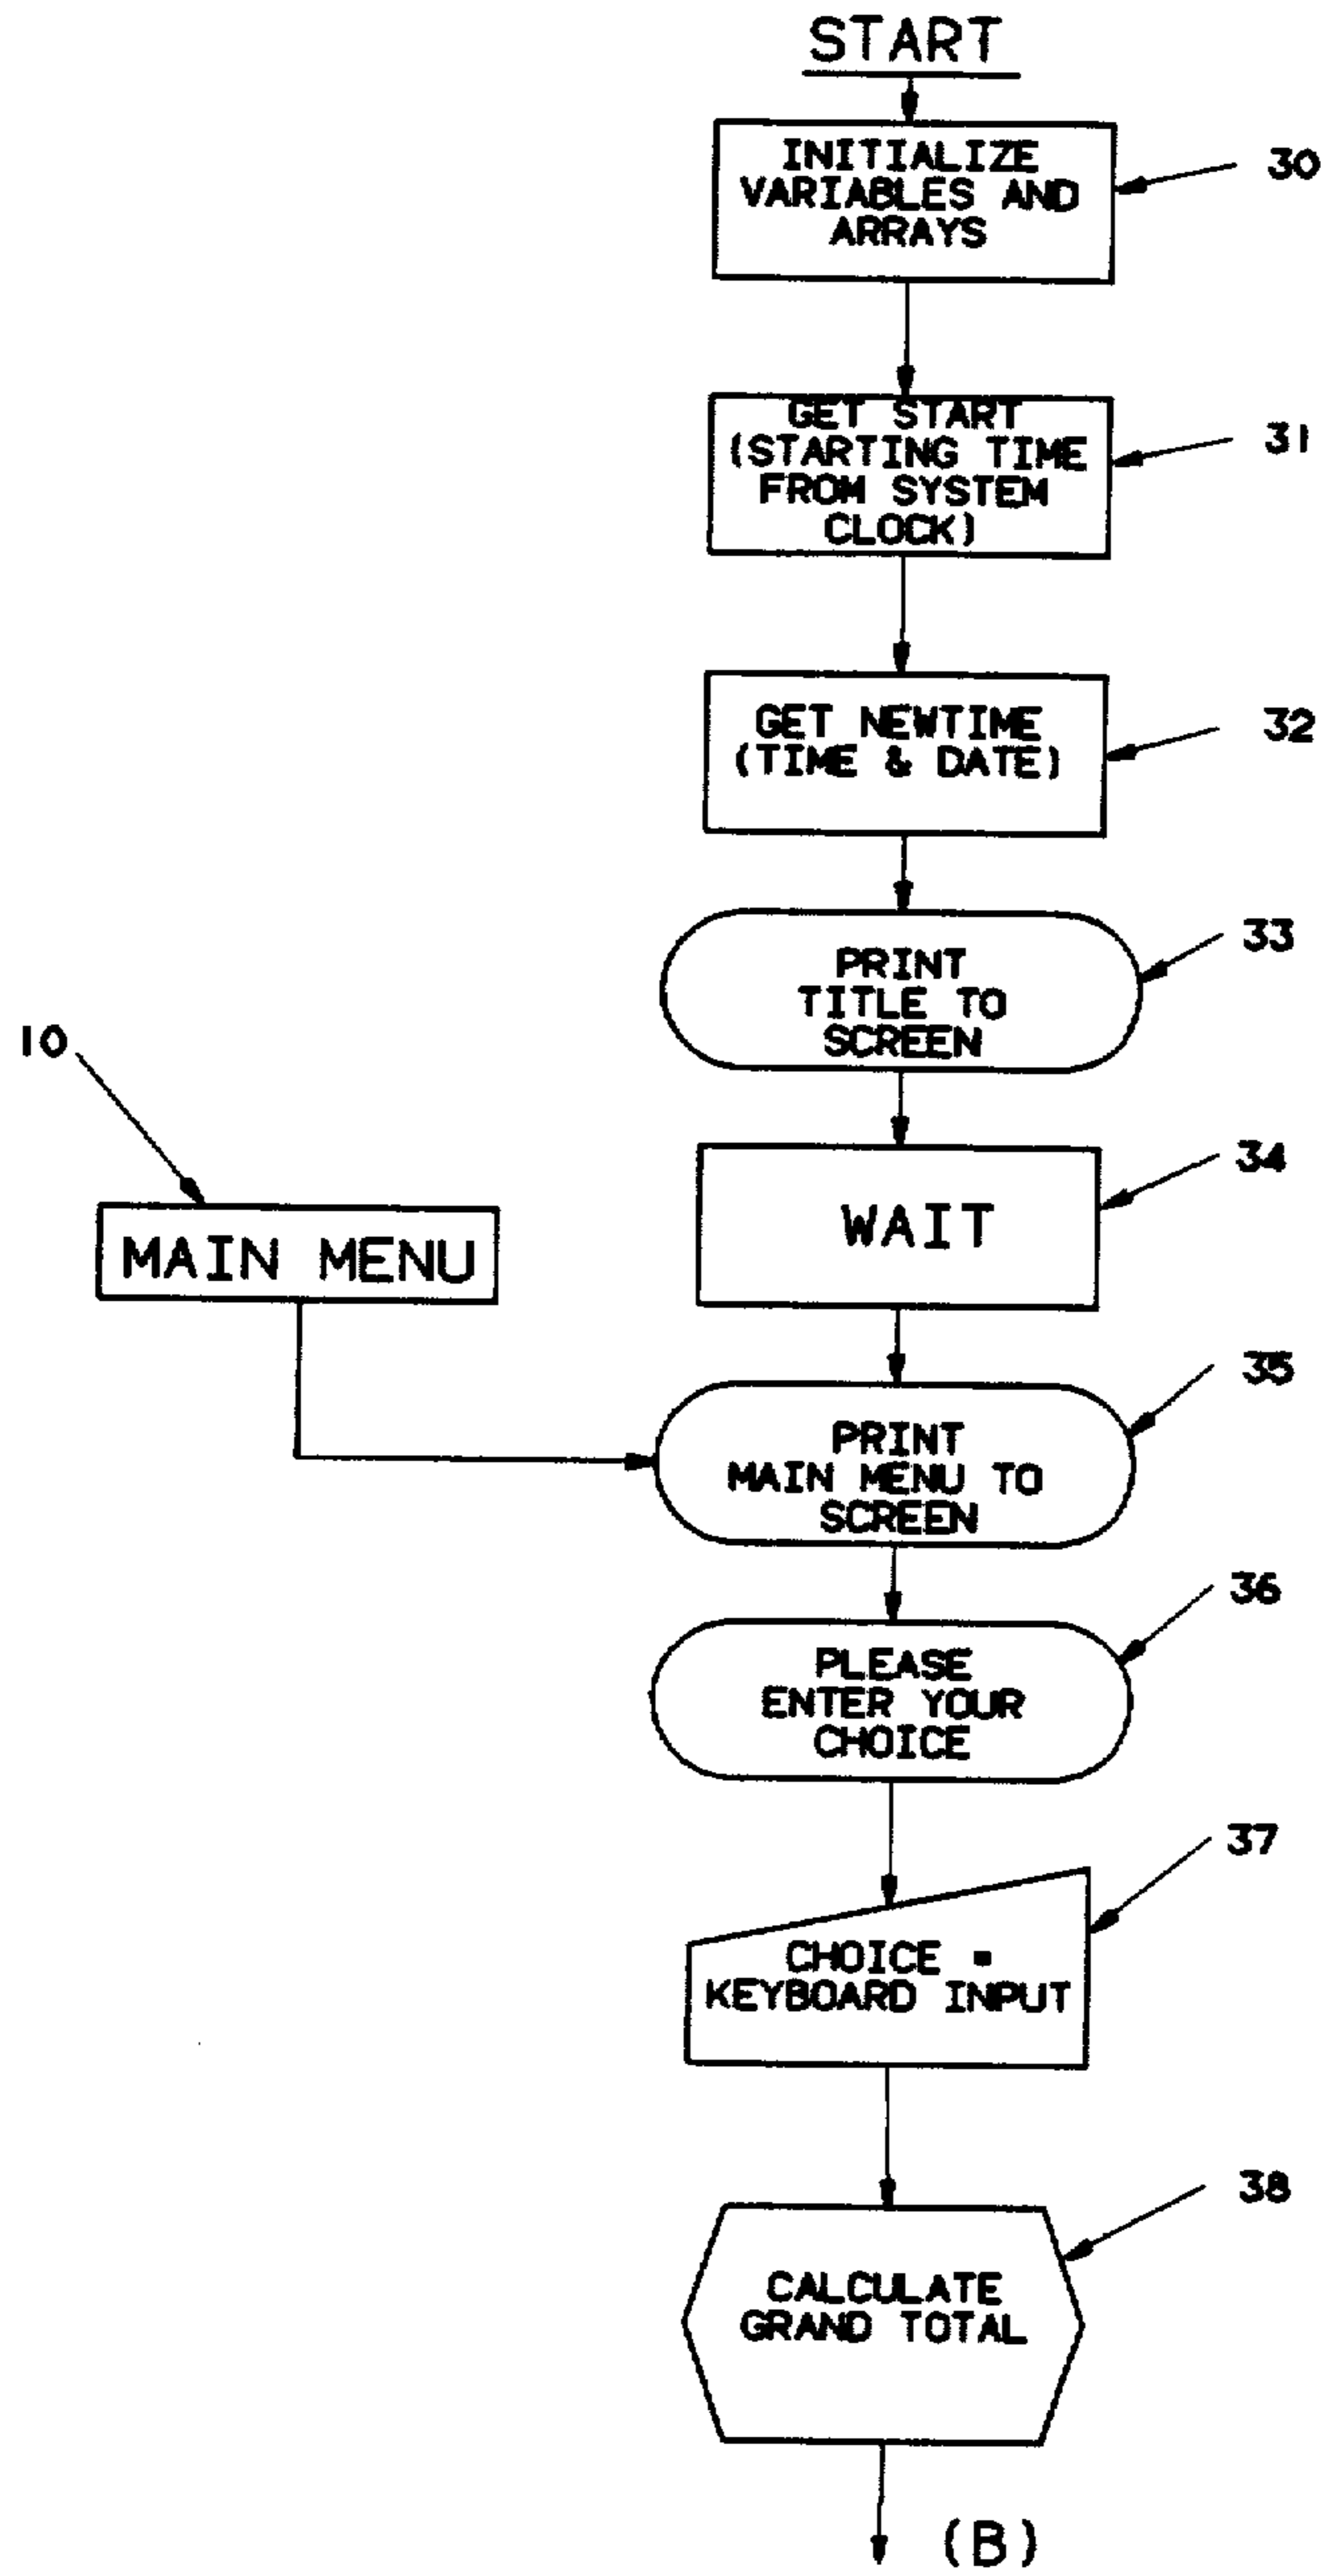 START
INITIALIZE
VARIABLES AND
ARRAYS
30
GET START
(STARTING TIME
FROM SYSTEM
CLOCK)
31
GET NEWTIME
(TIME & DATE)
32
PRINT
TITLE TO
SCREEN
33
10
MAIN MENU
WAIT
34
PRINT
MAIN MENU TO
SCREEN
35
PLEASE
ENTER YOUR
CHOICE
36
CHOICE =
KEYBOARD INPUT
37
CALCULATE
GRAND TOTAL
38
(B)